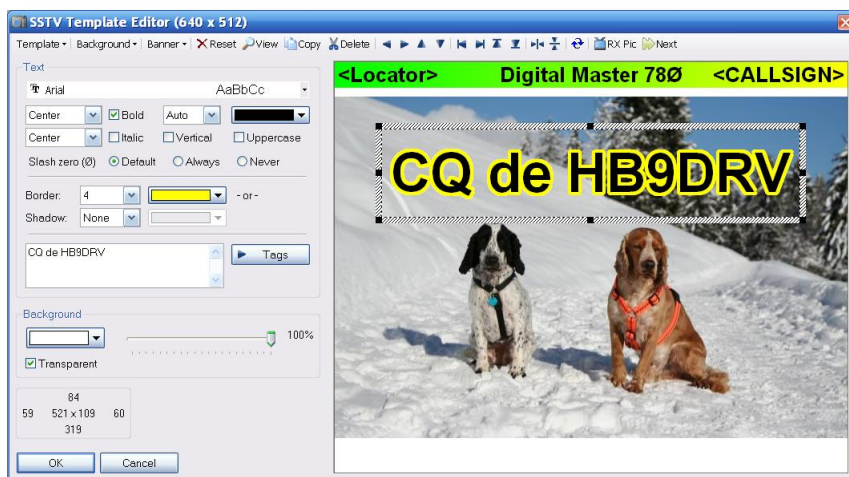 SSTV Template Editor (640 x 512)
Template Background Banner Reset View Copy Delete RX Pic Next
Text
Arial AaBbCc
Center Bold Auto
Center Italic Vertical Uppercase
Slash zero (Ø) Default Always Never
Border: 4 - or -
Shadow: None
CQ de HB9DRV
Tags
Background
100%
Transparent
84
59 521 x 109 60
319
OK Cancel
<Locator> Digital Master 78Ø <CALLSIGN>
CQ de HB9DRV